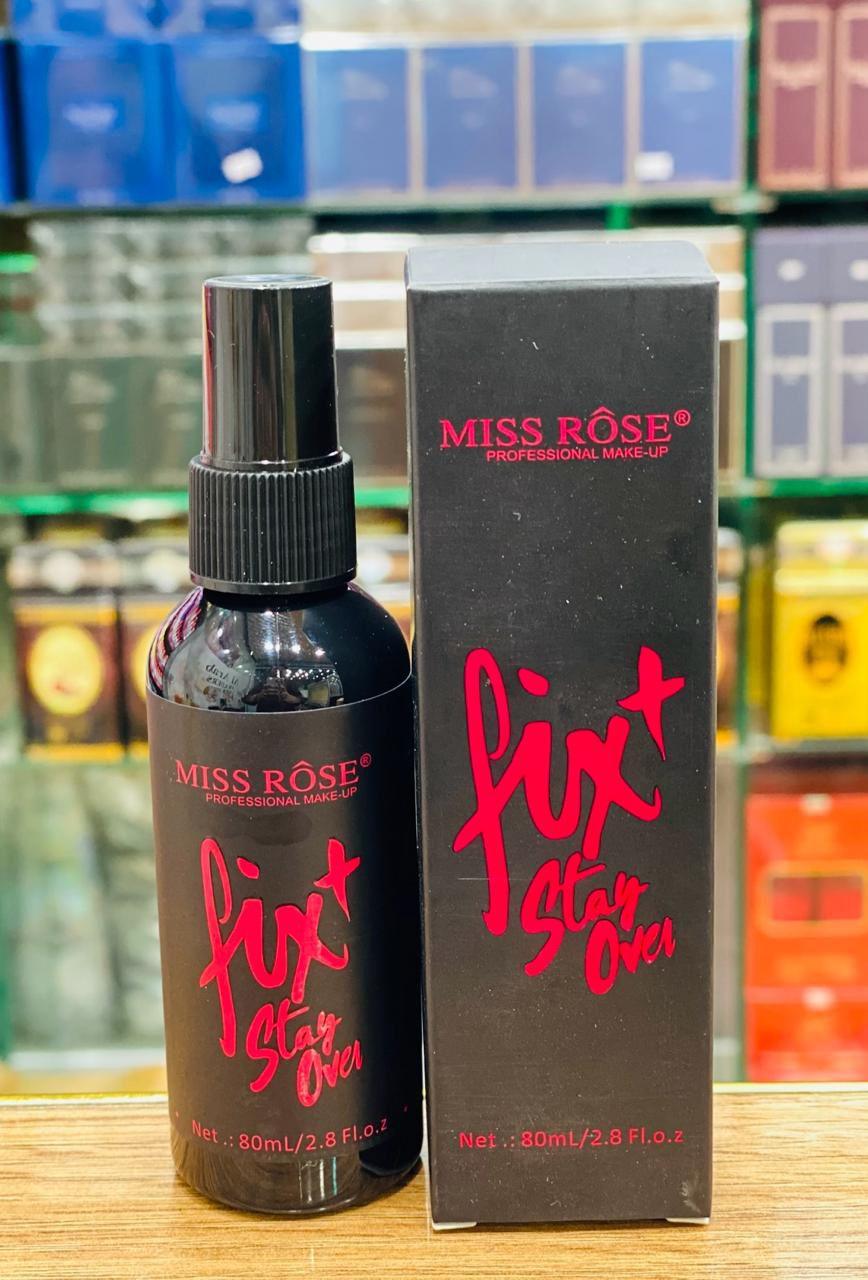 MISS RÔSE®
PROFESSIONAL MAKE-UP
fix+
Stay
Over
Net .: 80mL/2.8 Fl.o.z
MISS RÔSE®
PROFESSIONAL MAKE-UP
fix+
Stay
Over
Net .: 80mL/2.8 Fl.o.z